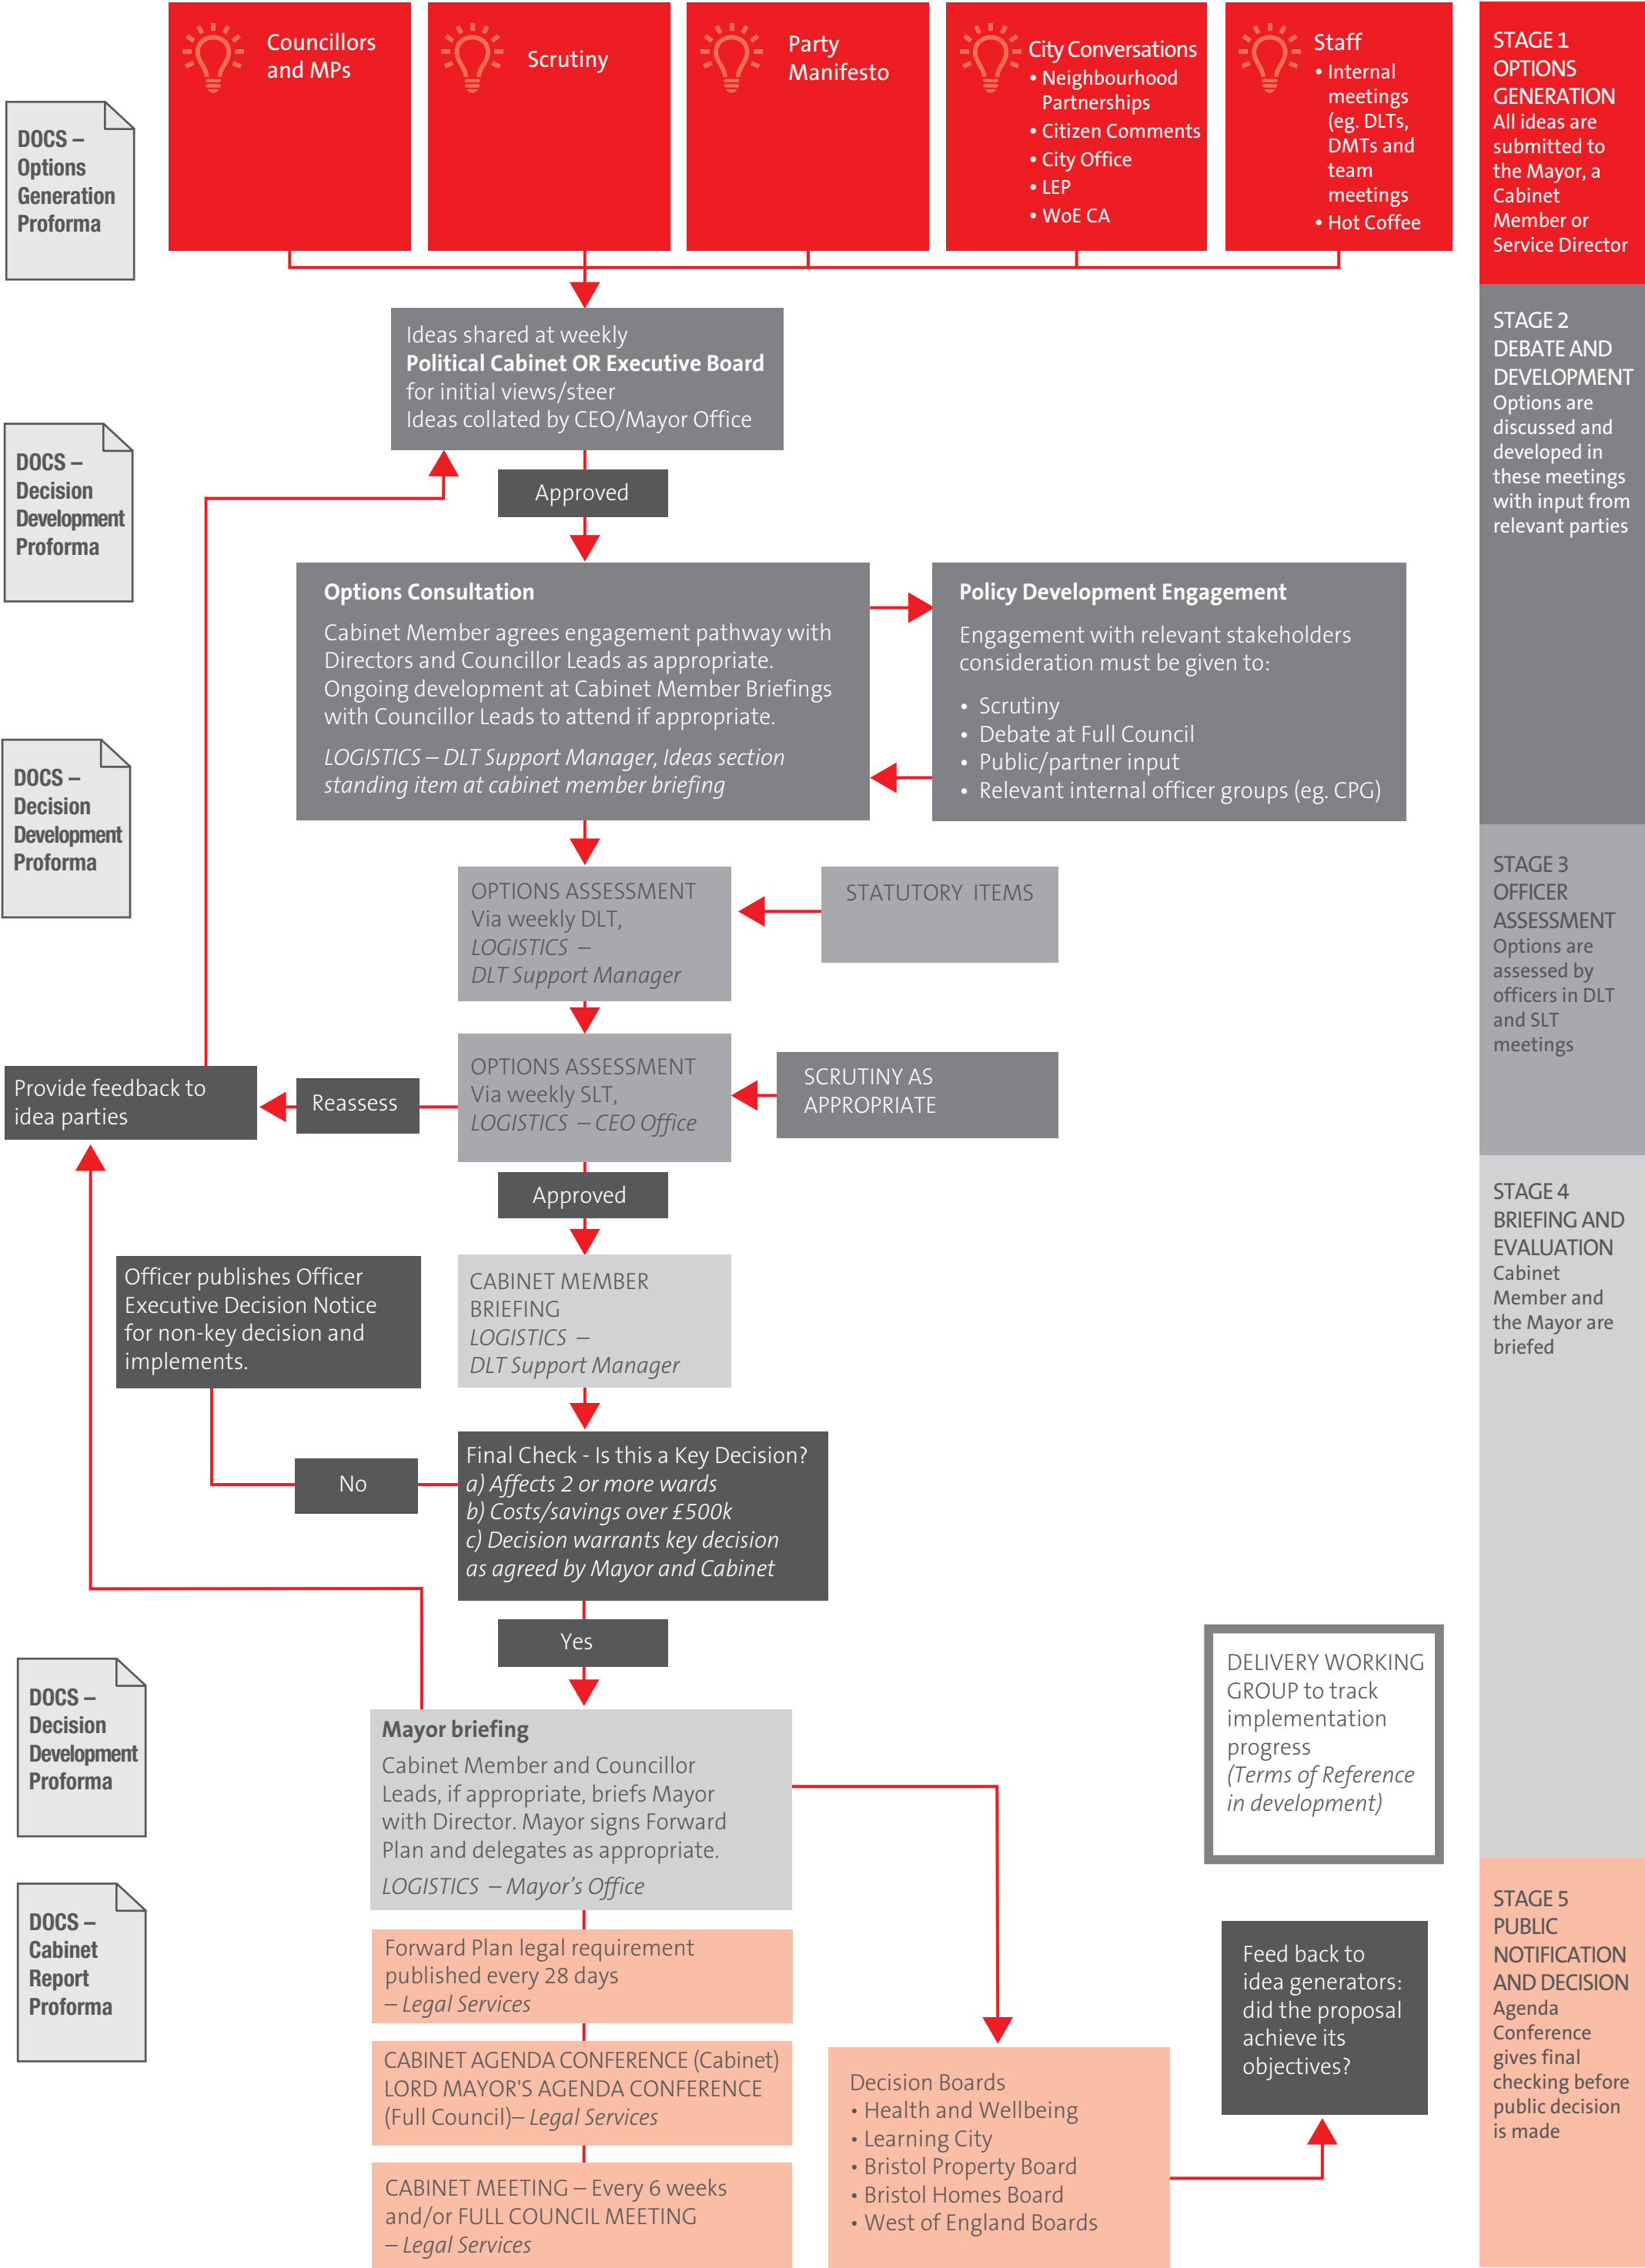 Councillors
and MPs
Scrutiny
Party
Manifesto
City Conversations
• Neighbourhood
Partnerships
• Citizen Comments
• City Office
• LEP
• WoE CA
Staff
• Internal
meetings
(eg. DLTs,
DMTs and
team
meetings
• Hot Coffee
STAGE 1
OPTIONS
GENERATION
All ideas are
submitted to
the Mayor, a
Cabinet
Member or
Service Director
DOCS –
Options
Generation
Proforma
Ideas shared at weekly
Political Cabinet OR Executive Board
for initial views/steer
Ideas collated by CEO/Mayor Office
STAGE 2
DEBATE AND
DEVELOPMENT
Options are
discussed and
developed in
these meetings
with input from
relevant parties
DOCS –
Decision
Development
Proforma
Approved
Options Consultation
Cabinet Member agrees engagement pathway with
Directors and Councillor Leads as appropriate.
Ongoing development at Cabinet Member Briefings
with Councillor Leads to attend if appropriate.
LOGISTICS – DLT Support Manager, Ideas section
standing item at cabinet member briefing
Policy Development Engagement
Engagement with relevant stakeholders
consideration must be given to:
• Scrutiny
• Debate at Full Council
• Public/partner input
• Relevant internal officer groups (eg. CPG)
DOCS –
Decision
Development
Proforma
OPTIONS ASSESSMENT
Via weekly DLT,
LOGISTICS –
DLT Support Manager
STATUTORY ITEMS
STAGE 3
OFFICER
ASSESSMENT
Options are
assessed by
officers in DLT
and SLT
meetings
Provide feedback to
idea parties
Reassess
OPTIONS ASSESSMENT
Via weekly SLT,
LOGISTICS – CEO Office
SCRUTINY AS
APPROPRIATE
Approved
STAGE 4
BRIEFING AND
EVALUATION
Cabinet
Member and
the Mayor are
briefed
Officer publishes Officer
Executive Decision Notice
for non-key decision and
implements.
CABINET MEMBER
BRIEFING
LOGISTICS –
DLT Support Manager
No
Final Check - Is this a Key Decision?
a) Affects 2 or more wards
b) Costs/savings over £500k
c) Decision warrants key decision
as agreed by Mayor and Cabinet
Yes
DELIVERY WORKING
GROUP to track
implementation
progress
(Terms of Reference
in development)
DOCS –
Decision
Development
Proforma
Mayor briefing
Cabinet Member and Councillor
Leads, if appropriate, briefs Mayor
with Director. Mayor signs Forward
Plan and delegates as appropriate.
LOGISTICS – Mayor's Office
DOCS –
Cabinet
Report
Proforma
Forward Plan legal requirement
published every 28 days
– Legal Services
CABINET AGENDA CONFERENCE (Cabinet)
LORD MAYOR'S AGENDA CONFERENCE
(Full Council)– Legal Services
CABINET MEETING – Every 6 weeks
and/or FULL COUNCIL MEETING
– Legal Services
Decision Boards
• Health and Wellbeing
• Learning City
• Bristol Property Board
• Bristol Homes Board
• West of England Boards
Feed back to
idea generators:
did the proposal
achieve its
objectives?
STAGE 5
PUBLIC
NOTIFICATION
AND DECISION
Agenda
Conference
gives final
checking before
public decision
is made